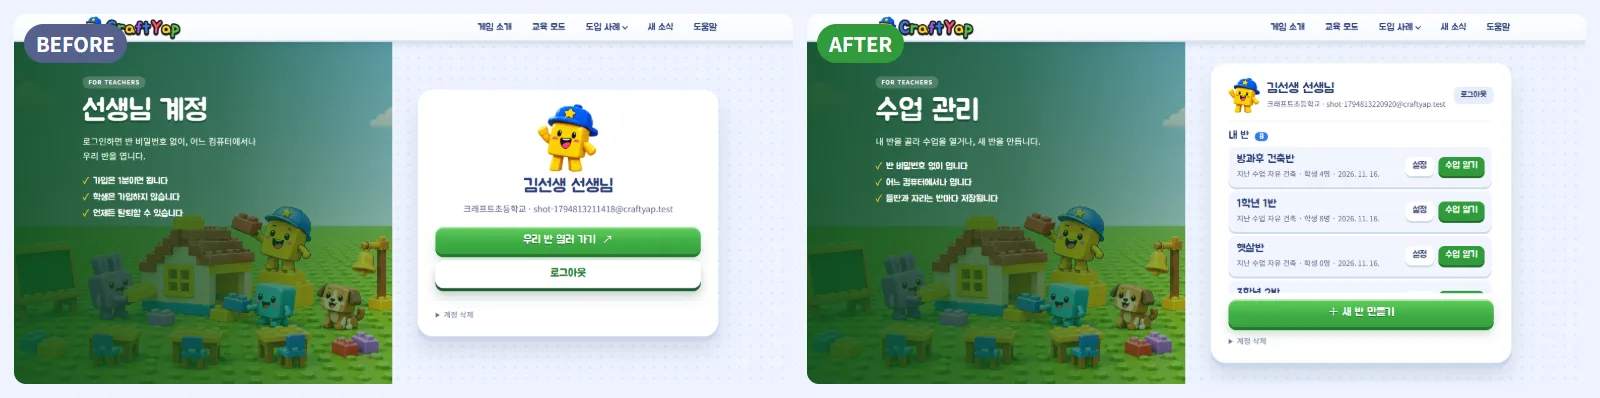 BEFORE
CraftYap
게임 소개
교육 모드
도입 사례
새 소식
도움말
FOR TEACHERS
선생님 계정
로그인하면 반 비밀번호 없이, 어느 컴퓨터에서나
우리 반을 엽니다.
✓ 가입은 1분이면 됩니다
✓ 학생은 가입하지 않습니다
✓ 언제든 탈퇴할 수 있습니다
김선생 선생님
크래프트초등학교 · shot-1794813211418@craftyap.test
우리 반 열러 가기 ↗
로그아웃
▶ 계정 삭제
AFTER
CraftYap
게임 소개
교육 모드
도입 사례
새 소식
도움말
FOR TEACHERS
수업 관리
내 반을 골라 수업을 열거나, 새 반을 만듭니다.
✓ 반 비밀번호 없이 엽니다
✓ 어느 컴퓨터에서나 엽니다
✓ 들판과 자리는 반마다 저장됩니다
김선생 선생님
크래프트초등학교 · shot-1794813220920@craftyap.test
로그아웃
내 반 8
방과후 건축반
지난 수업 자유 건축 · 학생 4명 · 2026. 11. 16.
설정
수업 열기
1학년 1반
지난 수업 자유 건축 · 학생 8명 · 2026. 11. 16.
설정
수업 열기
햇살반
지난 수업 자유 건축 · 학생 0명 · 2026. 11. 16.
설정
수업 열기
3학년 2반
+ 새 반 만들기
▶ 계정 삭제